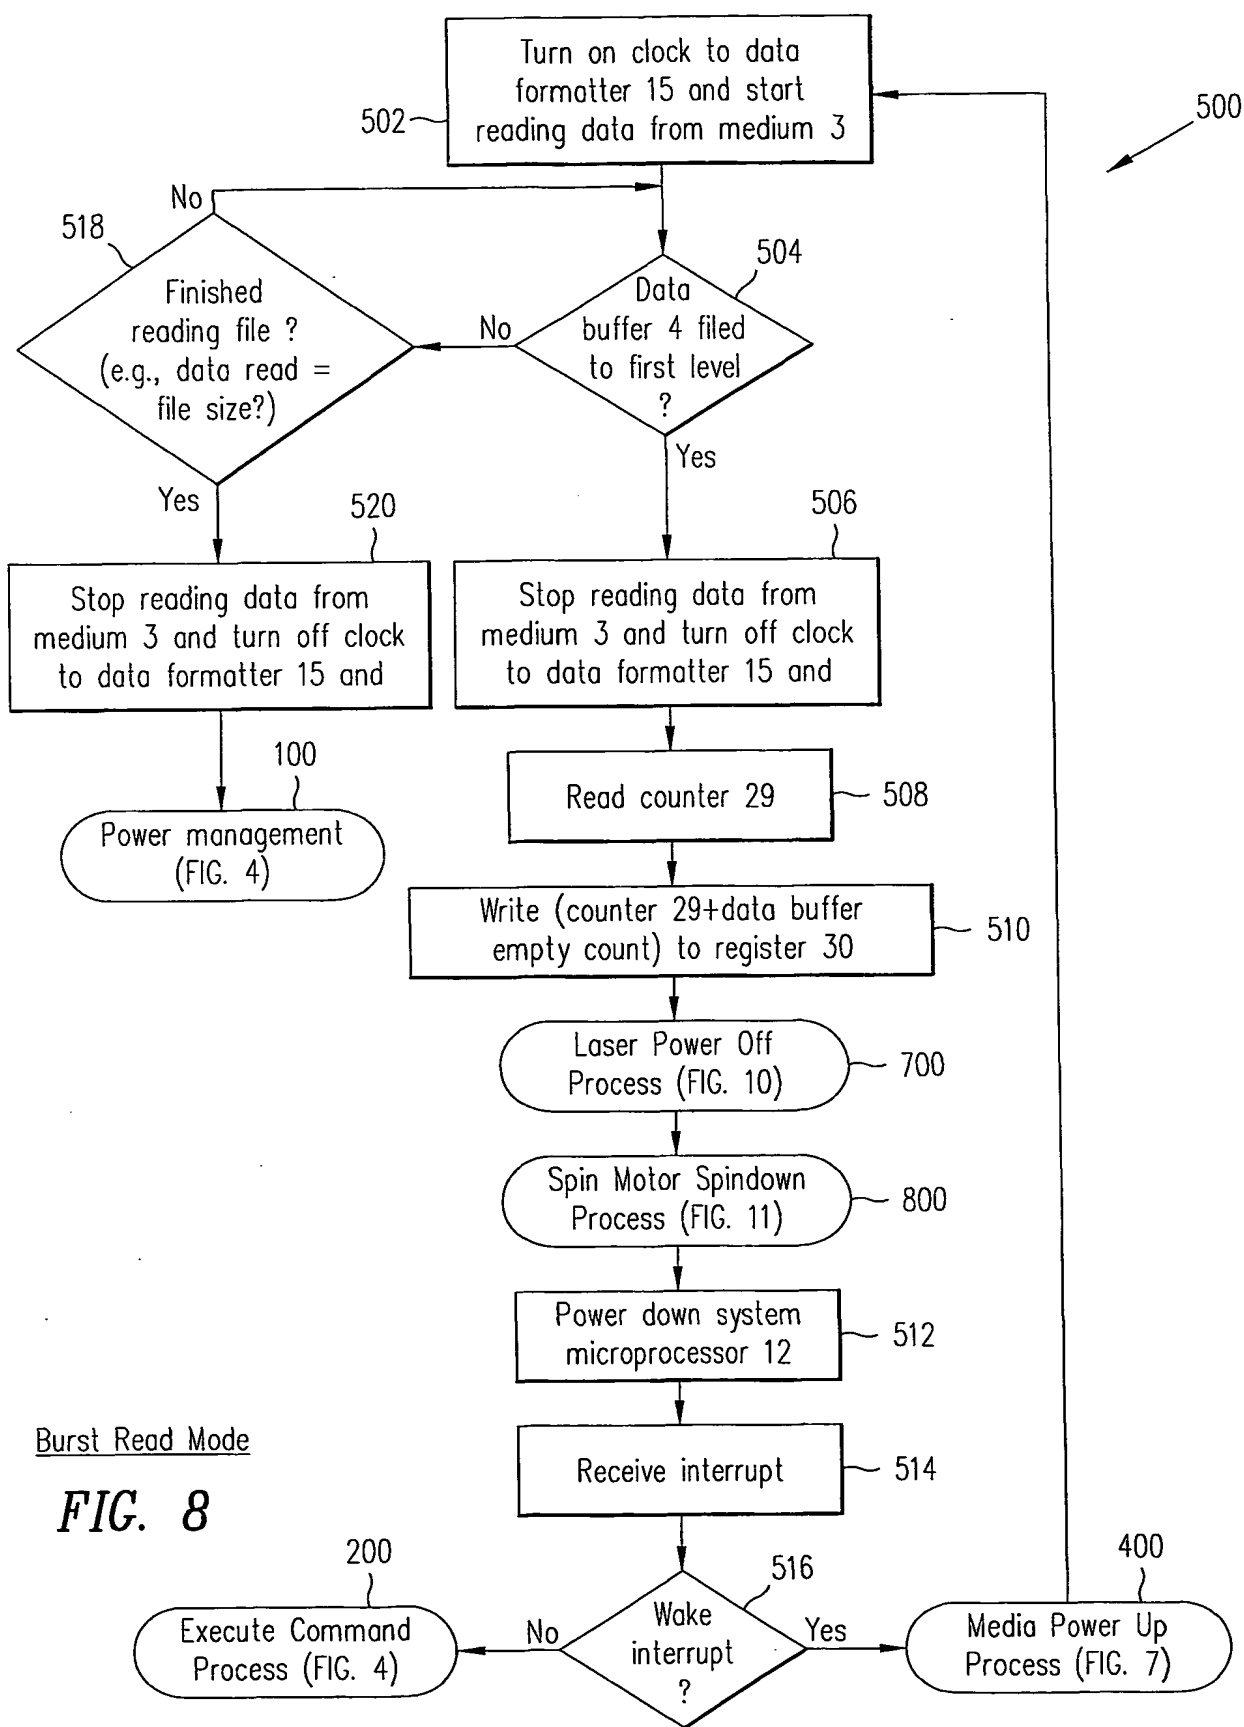 Turn on clock to data
formatter 15 and start
reading data from medium 3
502
500
No
518
Finished
reading file ?
(e.g., data read =
file size?)
504
Data
buffer 4 filed
to first level
?
No
Yes
Yes
520
Stop reading data from
medium 3 and turn off clock
to data formatter 15 and
506
Stop reading data from
medium 3 and turn off clock
to data formatter 15 and
100
Power management
(FIG. 4)
Read counter 29
508
Write (counter 29+data buffer
empty count) to register 30
510
Laser Power Off
Process (FIG. 10)
700
Spin Motor Spindown
Process (FIG. 11)
800
Power down system
microprocessor 12
512
Receive interrupt
514
Burst Read Mode
FIG. 8
200
Execute Command
Process (FIG. 4)
No
516
Wake
interrupt
?
Yes
400
Media Power Up
Process (FIG. 7)